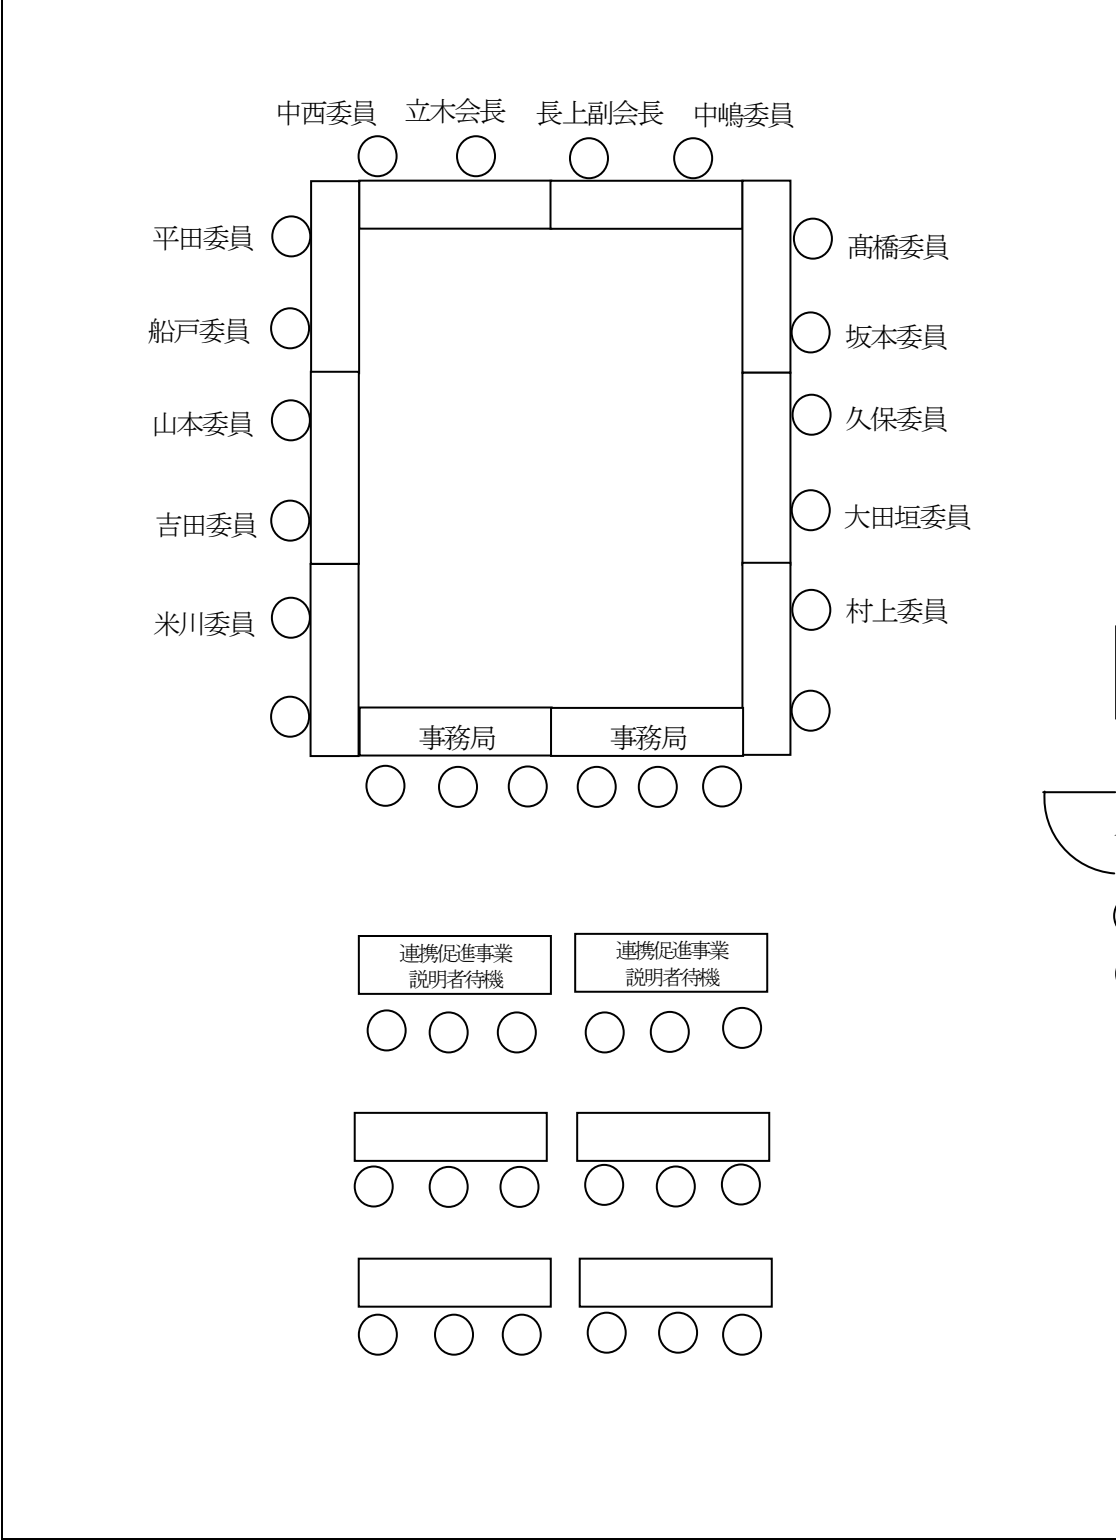 中西委員
立木会長
長上副会長
中嶋委員
平田委員
髙橋委員
船戸委員
坂本委員
山本委員
久保委員
吉田委員
大田垣委員
米川委員
村上委員
事務局
事務局
連携促進事業
説明者待機
連携促進事業
説明者待機